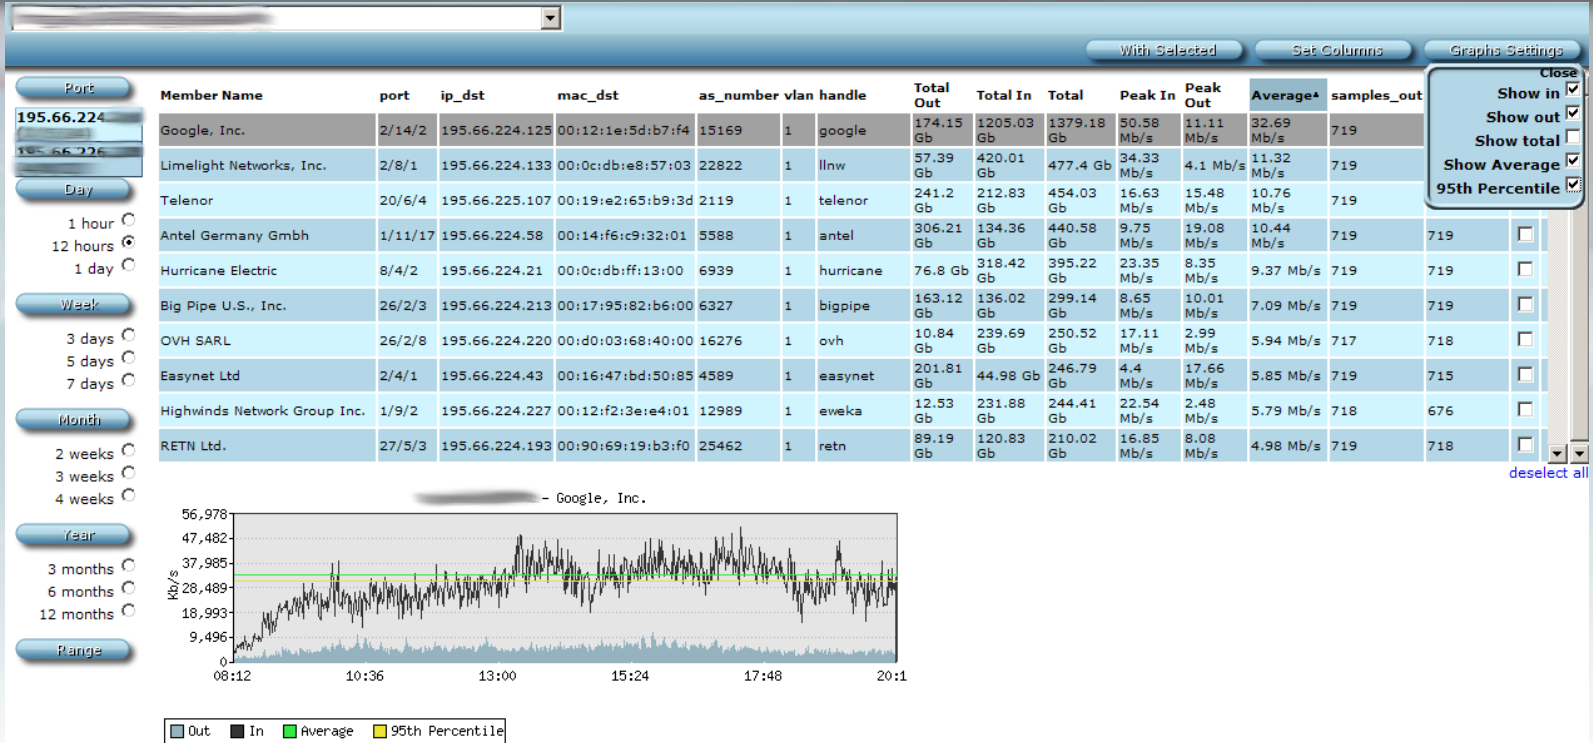 With Selected Set Columns Graphs Settings
Close
Show in
Show out
Show total
Show Average
95th Percentile
Port
195.66.224
195.66.226
Day
1 hour
12 hours
1 day
Week
3 days
5 days
7 days
Month
2 weeks
3 weeks
4 weeks
Year
3 months
6 months
12 months
Range
Member Name port ip_dst mac_dst as_number vlan handle Total Out Total In Total Peak In Peak Out Average samples_out
Google, Inc. 2/14/2 195.66.224.125 00:12:1e:5d:b7:f4 15169 1 google 174.15 Gb 1205.03 Gb 1379.18 Gb 50.58 Mb/s 11.11 Mb/s 32.69 Mb/s 719
Limelight Networks, Inc. 2/8/1 195.66.224.133 00:0c:db:e8:57:03 22822 1 llnw 57.39 Gb 420.01 Gb 477.4 Gb 34.33 Mb/s 4.1 Mb/s 11.32 Mb/s 719
Telenor 20/6/4 195.66.225.107 00:19:e2:65:b9:3d 2119 1 telenor 241.2 Gb 212.83 Gb 454.03 Gb 16.63 Mb/s 15.48 Mb/s 10.76 Mb/s 719
Antel Germany Gmbh 1/11/17 195.66.224.58 00:14:f6:c9:32:01 5588 1 antel 306.21 Gb 134.36 Gb 440.58 Gb 9.75 Mb/s 19.08 Mb/s 10.44 Mb/s 719 719
Hurricane Electric 8/4/2 195.66.224.21 00:0c:db:ff:13:00 6939 1 hurricane 76.8 Gb 318.42 Gb 395.22 Gb 23.35 Mb/s 8.35 Mb/s 9.37 Mb/s 719 719
Big Pipe U.S., Inc. 26/2/3 195.66.224.213 00:17:95:82:b6:00 6327 1 bigpipe 163.12 Gb 136.02 Gb 299.14 Gb 8.65 Mb/s 10.01 Mb/s 7.09 Mb/s 719 719
OVH SARL 26/2/8 195.66.224.220 00:d0:03:68:40:00 16276 1 ovh 10.84 Gb 239.69 Gb 250.52 Gb 17.11 Mb/s 2.99 Mb/s 5.94 Mb/s 717 718
Easynet Ltd 2/4/1 195.66.224.43 00:16:47:bd:50:85 4589 1 easynet 201.81 Gb 44.98 Gb 246.79 Gb 4.4 Mb/s 17.66 Mb/s 5.85 Mb/s 719 715
Highwinds Network Group Inc. 1/9/2 195.66.224.227 00:12:f2:3e:e4:01 12989 1 eweka 12.53 Gb 231.88 Gb 244.41 Gb 22.54 Mb/s 2.48 Mb/s 5.79 Mb/s 718 676
RETN Ltd. 27/5/3 195.66.224.193 00:90:69:19:b3:f0 25462 1 retn 89.19 Gb 120.83 Gb 210.02 Gb 16.85 Mb/s 8.08 Mb/s 4.98 Mb/s 719 718
deselect all
- Google, Inc.
Kb/s
56,978
47,482
37,985
28,489
18,993
9,496
0
08:12 10:36 13:00 15:24 17:48 20:1
Out In Average 95th Percentile